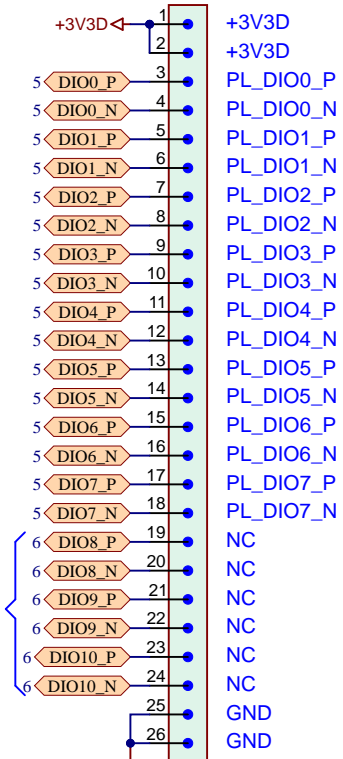 +3V3D 1 +3V3D
2 +3V3D
5 DIO0_P 3 PL_DIO0_P
5 DIO0_N 4 PL_DIO0_N
5 DIO1_P 5 PL_DIO1_P
5 DIO1_N 6 PL_DIO1_N
5 DIO2_P 7 PL_DIO2_P
5 DIO2_N 8 PL_DIO2_N
5 DIO3_P 9 PL_DIO3_P
5 DIO3_N 10 PL_DIO3_N
5 DIO4_P 11 PL_DIO4_P
5 DIO4_N 12 PL_DIO4_N
5 DIO5_P 13 PL_DIO5_P
5 DIO5_N 14 PL_DIO5_N
5 DIO6_P 15 PL_DIO6_P
5 DIO6_N 16 PL_DIO6_N
5 DIO7_P 17 PL_DIO7_P
5 DIO7_N 18 PL_DIO7_N
6 DIO8_P 19 NC
6 DIO8_N 20 NC
6 DIO9_P 21 NC
6 DIO9_N 22 NC
6 DIO10_P 23 NC
6 DIO10_N 24 NC
25 GND
26 GND